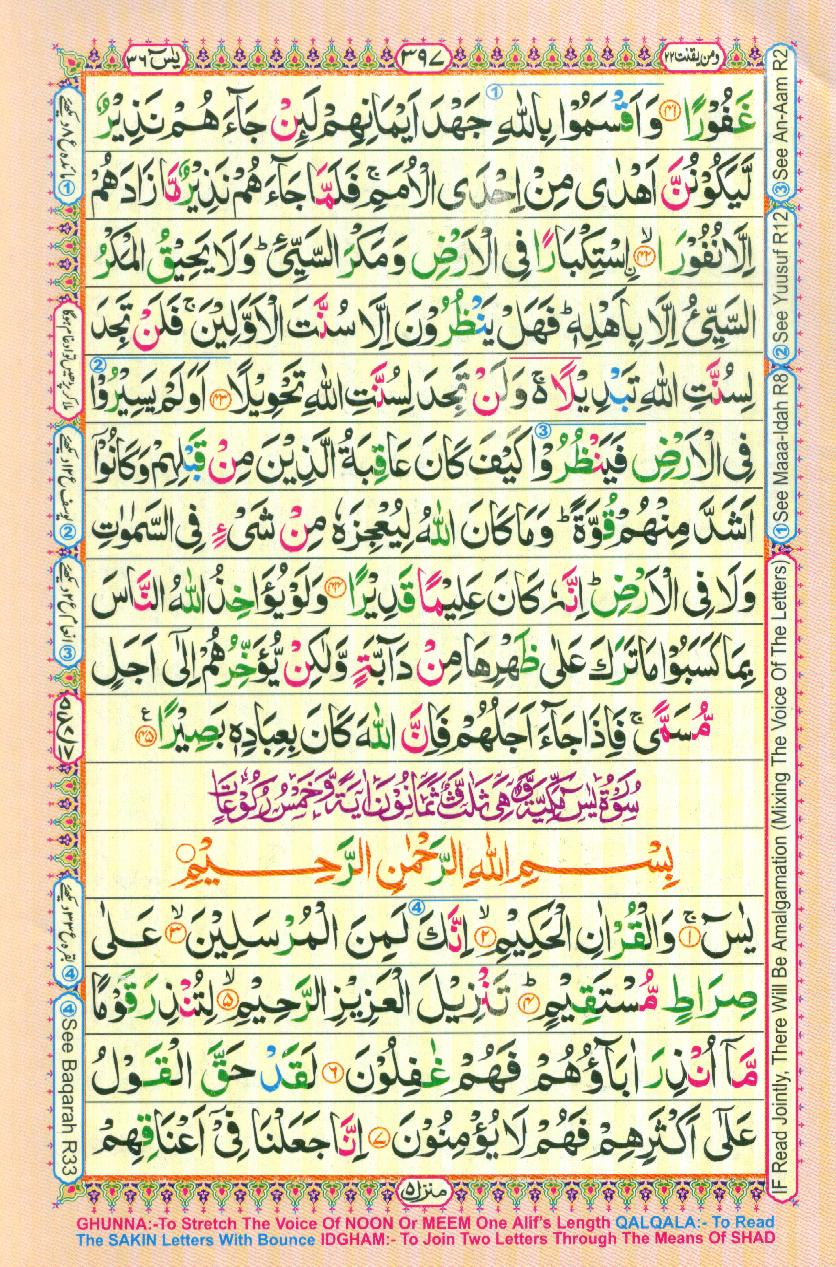 ومن يقنت ٢٢
٣٩٧
يٰسٓ ٣٦
غَفُوْرًا ﴿٤١﴾ وَاَقْسَمُوْا بِاللّٰهِ جَهْدَ اَيْمَانِهِمْ لَىِٕنْ جَآءَهُمْ نَذِيْرٌ
لَّيَكُوْنُنَّ اَهْدٰى مِنْ اِحْدَى الْاُمَمِ ۚ فَلَمَّا جَآءَهُمْ نَذِيْرٌ مَّا زَادَهُمْ
اِلَّا نُفُوْرَا ﴿٤٢﴾ ۙ اِۨسْتِكْبَارًا فِى الْاَرْضِ وَمَكْرَ السَّيِّئِ ؕ وَلَا يَحِيْقُ الْمَكْرُ
السَّيِّئُ اِلَّا بِاَهْلِهٖ ؕ فَهَلْ يَنْظُرُوْنَ اِلَّا سُنَّتَ الْاَوَّلِيْنَ ۚ فَلَنْ تَجِدَ
لِسُنَّتِ اللّٰهِ تَبْدِيْلًا ۬ۚ وَلَنْ تَجِدَ لِسُنَّتِ اللّٰهِ تَحْوِيْلًا ﴿٤٣﴾ اَوَلَمْ يَسِيْرُوْا
فِى الْاَرْضِ فَيَنْظُرُوْا كَيْفَ كَانَ عَاقِبَةُ الَّذِيْنَ مِنْ قَبْلِهِمْ وَكَانُوْۤا
اَشَدَّ مِنْهُمْ قُوَّةً ؕ وَمَا كَانَ اللّٰهُ لِيُعْجِزَهٗ مِنْ شَىْءٍ فِى السَّمٰوٰتِ
وَلَا فِى الْاَرْضِ ؕ اِنَّهٗ كَانَ عَلِيْمًا قَدِيْرًا ﴿٤٤﴾ وَلَوْ يُؤَاخِذُ اللّٰهُ النَّاسَ
بِمَا كَسَبُوْا مَا تَرَكَ عَلٰى ظَهْرِهَا مِنْ دَآبَّةٍ وَّلٰكِنْ يُّؤَخِّرُهُمْ اِلٰٓى اَجَلٍ
مُّسَمًّى ۚ فَاِذَا جَآءَ اَجَلُهُمْ فَاِنَّ اللّٰهَ كَانَ بِعِبَادِهٖ بَصِيْرًا ﴿٤٥﴾ ع
سُوْرَةُ يٰسٓ مَكِّيَّةٌ وَّهِىَ ثَلٰثٌ وَّثَمَانُوْنَ اٰيَةً وَّخَمْسُ رُكُوْعَاتٍ
بِسْمِ اللّٰهِ الرَّحْمٰنِ الرَّحِيْمِ
يٰسٓ ﴿١﴾ ۚ وَالْقُرْاٰنِ الْحَكِيْمِ ﴿٢﴾ ۙ اِنَّكَ لَمِنَ الْمُرْسَلِيْنَ ﴿٣﴾ ۙ عَلٰى
صِرَاطٍ مُّسْتَقِيْمٍ ﴿٤﴾ ؕ تَنْزِيْلَ الْعَزِيْزِ الرَّحِيْمِ ﴿٥﴾ ۙ لِتُنْذِرَ قَوْمًا
مَّاۤ اُنْذِرَ اٰبَآؤُهُمْ فَهُمْ غٰفِلُوْنَ ﴿٦﴾ لَقَدْ حَقَّ الْقَوْلُ
عَلٰٓى اَكْثَرِهِمْ فَهُمْ لَا يُؤْمِنُوْنَ ﴿٧﴾ اِنَّا جَعَلْنَا فِىْۤ اَعْنَاقِهِمْ
منزل ٥
③ See An-Aam R2
② See Yuusuf R12
① See Maaa-Idah R8
IF Read Jointly, There Will Be Amalgamation (Mixing The Voice Of The Letters)
④ See Baqarah R33
GHUNNA:-To Stretch The Voice Of NOON Or MEEM One Alif's Length QALQALA:- To Read
The SAKIN Letters With Bounce IDGHAM:- To Join Two Letters Through The Means Of SHAD